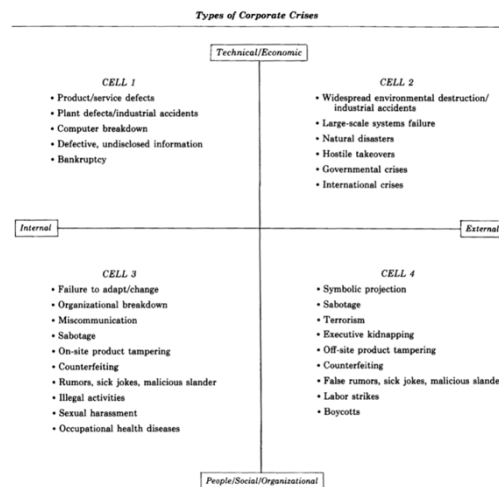 Types of Corporate Crises
Technical/Economic
CELL 1
• Product/service defects
• Plant defects/industrial accidents
• Computer breakdown
• Defective, undisclosed information
• Bankruptcy
CELL 2
• Widespread environmental destruction/
industrial accidents
• Large-scale systems failure
• Natural disasters
• Hostile takeovers
• Governmental crises
• International crises
Internal
External
CELL 3
• Failure to adapt/change
• Organizational breakdown
• Miscommunication
• Sabotage
• On-site product tampering
• Counterfeiting
• Rumors, sick jokes, malicious slander
• Illegal activities
• Sexual harassment
• Occupational health diseases
CELL 4
• Symbolic projection
• Sabotage
• Terrorism
• Executive kidnapping
• Off-site product tampering
• Counterfeiting
• False rumors, sick jokes, malicious slande
• Labor strikes
• Boycotts
People/Social/Organizational